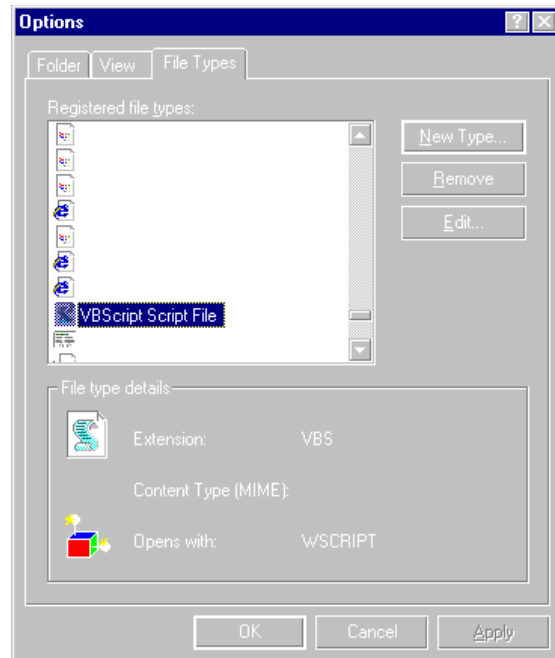 Options
Folder
View
File Types
Registered file types:
New Type...
Remove
Edit...
VBScript Script File
File type details
Extension: VBS
Content Type (MIME):
Opens with: WSCRIPT
OK
Cancel
Apply